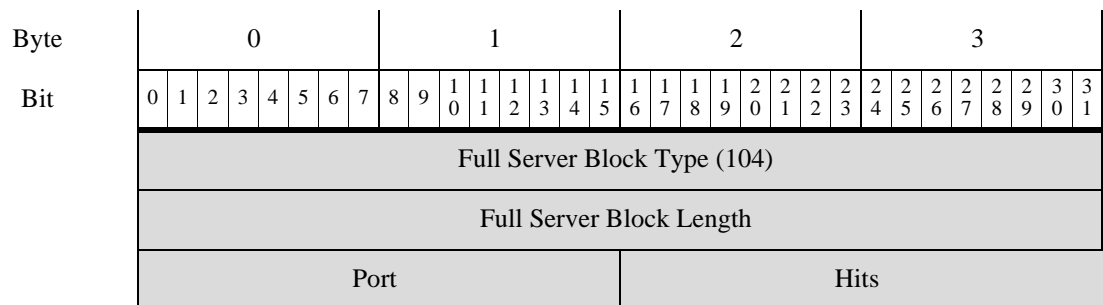 Byte 0 1 2 3
Bit 0 1 2 3 4 5 6 7 8 9 10 11 12 13 14 15 16 17 18 19 20 21 22 23 24 25 26 27 28 29 30 31
Full Server Block Type (104)
Full Server Block Length
Port Hits